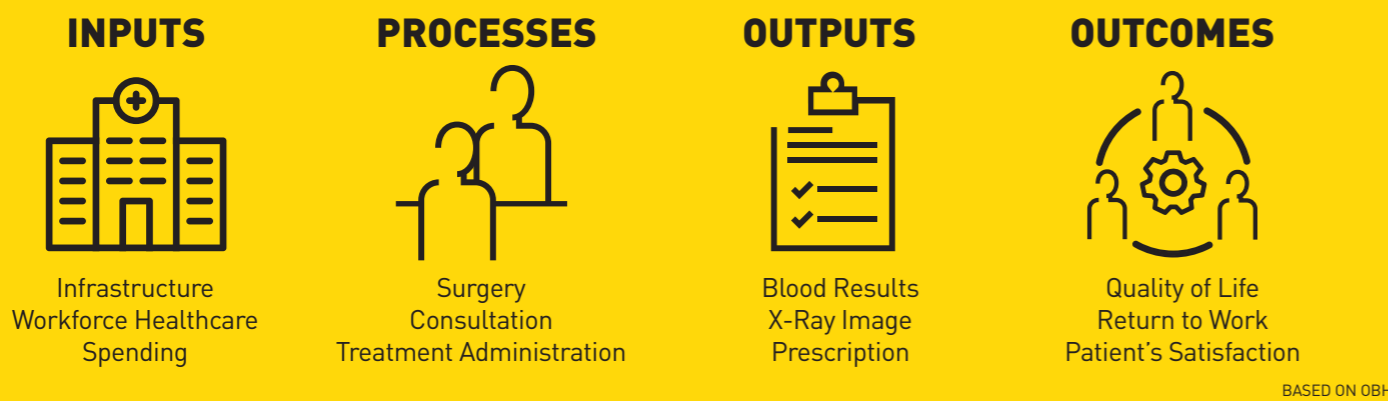 INPUTS
Infrastructure
Workforce Healthcare
Spending
PROCESSES
Surgery
Consultation
Treatment Administration
OUTPUTS
Blood Results
X-Ray Image
Prescription
OUTCOMES
Quality of Life
Return to Work
Patient's Satisfaction
BASED ON OBH